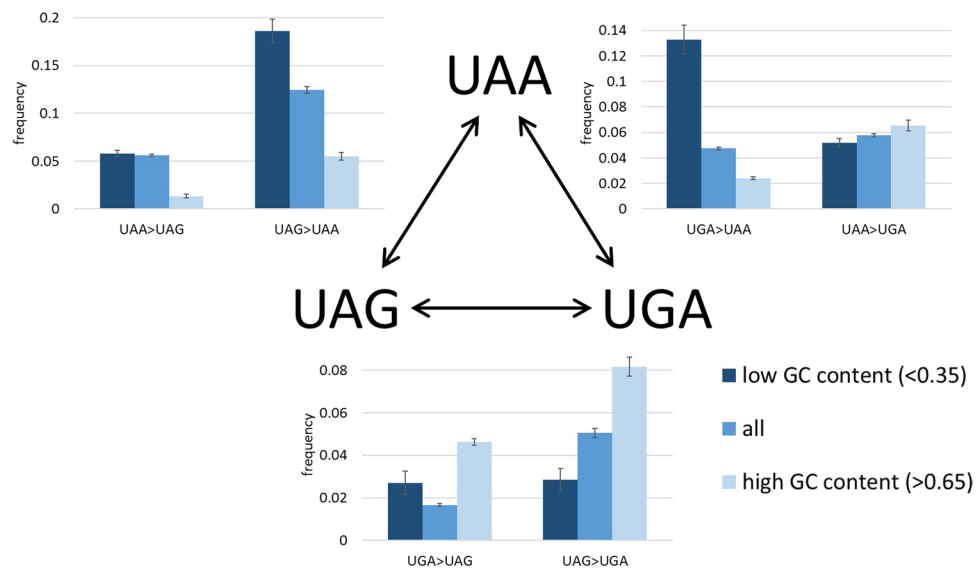 0.2
0.15
0.1
0.05
0
frequency
UAA>UAG
UAG>UAA
UAA
0.14
0.12
0.1
0.08
0.06
0.04
0.02
0
frequency
UGA>UAA
UAA>UGA
UAG
UGA
0.08
0.06
0.04
0.02
0
frequency
UGA>UAG
UAG>UGA
low GC content (<0.35)
all
high GC content (>0.65)